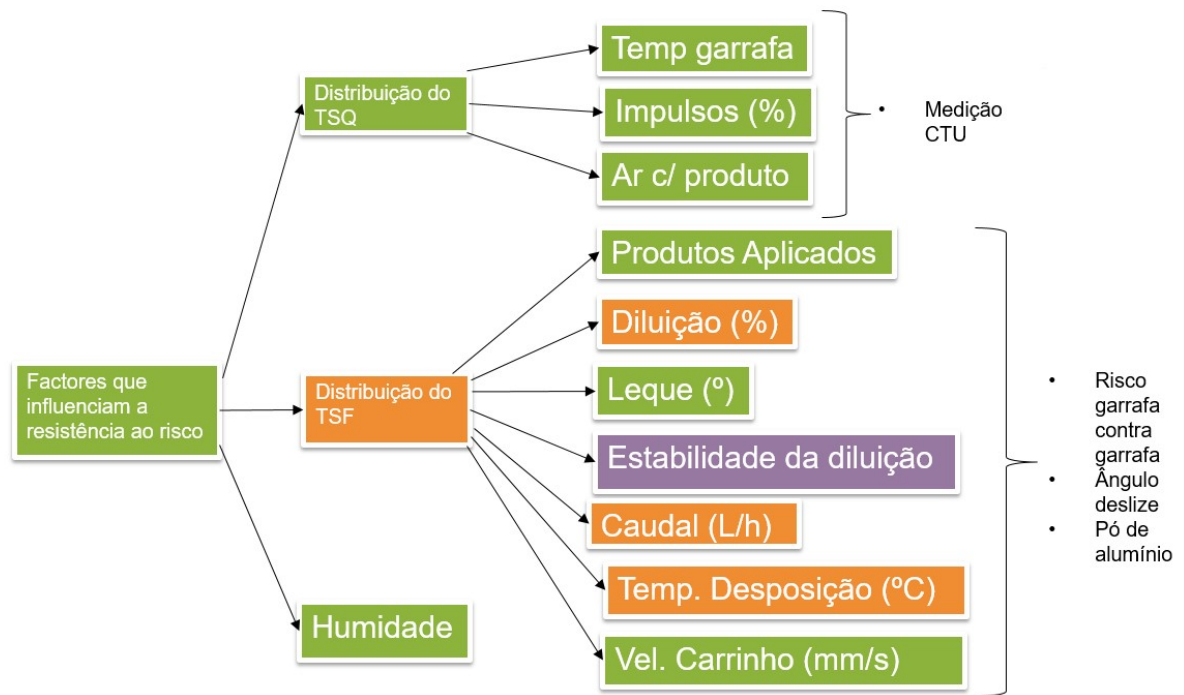 Temp garrafa
Distribuição do
TSQ
Impulsos (%)
• Medição
CTU
Ar c/ produto
Produtos Aplicados
Diluição (%)
Factores que
influenciam a
resistência ao risco
Distribuição do
TSF
Leque (º)
Estabilidade da diluição
Caudal (L/h)
Temp. Desposição (ºC)
• Risco
garrafa
contra
garrafa
• Ângulo
deslize
• Pó de
alumínio
Humidade
Vel. Carrinho (mm/s)